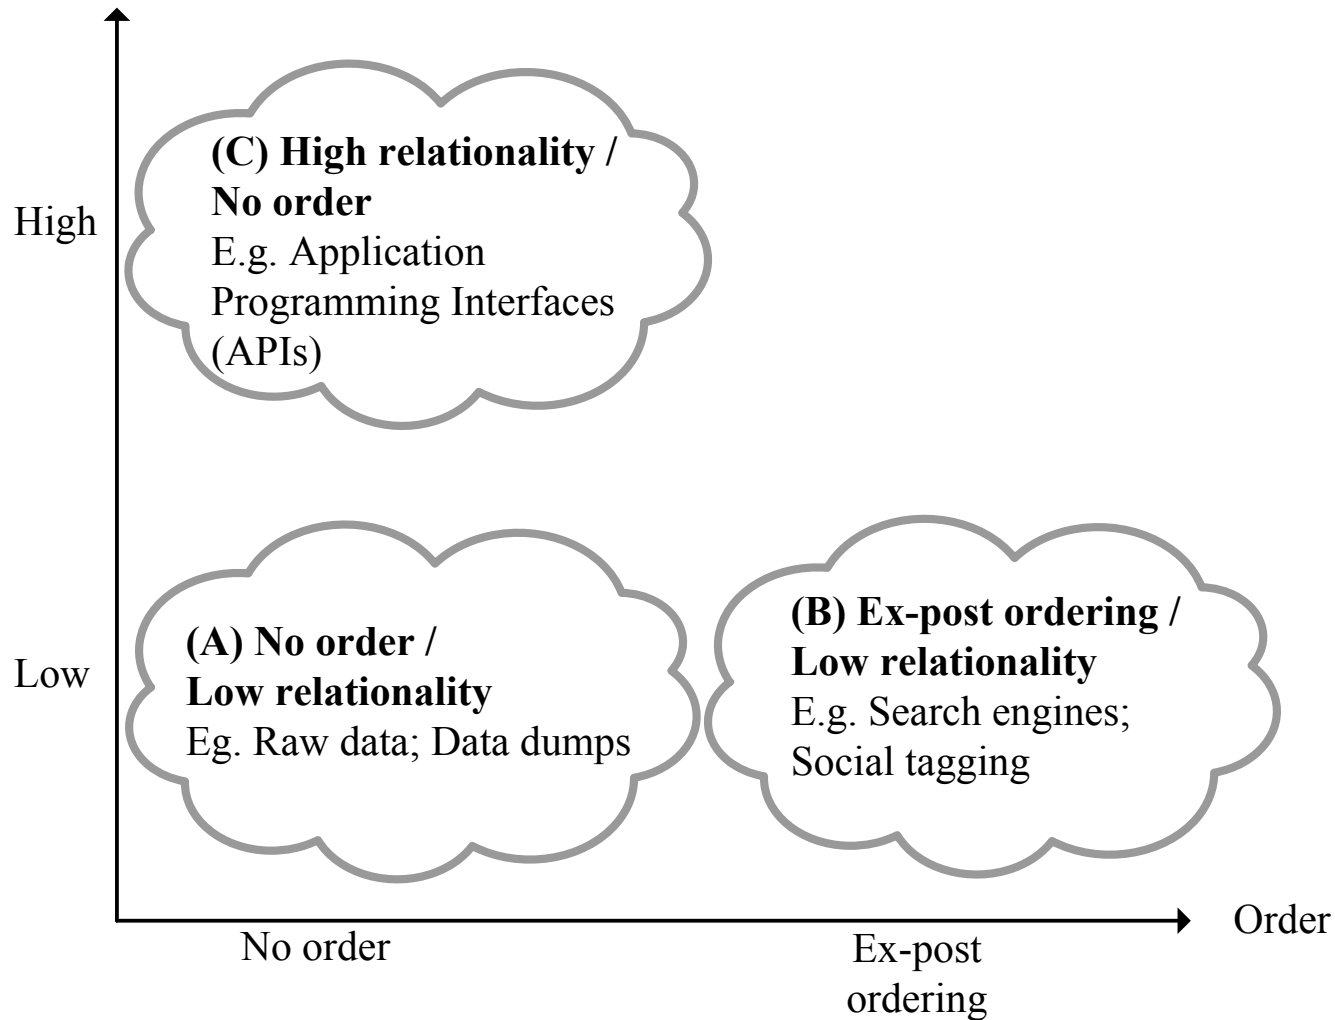 High
(C) High relationality /
No order
E.g. Application
Programming Interfaces
(APIs)
Low
(A) No order /
Low relationality
Eg. Raw data; Data dumps
(B) Ex-post ordering /
Low relationality
E.g. Search engines;
Social tagging
No order
Ex-post
ordering
Order